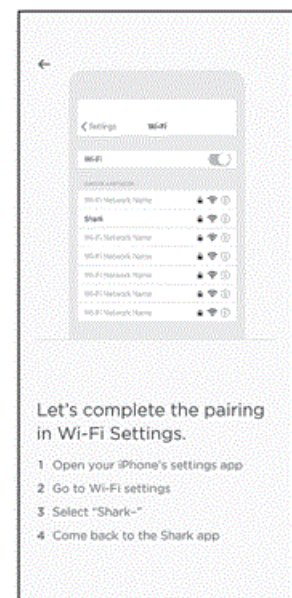 Settings Wi-Fi
Wi-Fi
Wi-Fi Network Name
Shark
Wi-Fi Network Name
Wi-Fi Network Name
Wi-Fi Network Name
Wi-Fi Network Name
Wi-Fi Network Name
Let's complete the pairing
in Wi-Fi Settings.
1 Open your iPhone's settings app
2 Go to Wi-Fi settings
3 Select "Shark-"
4 Come back to the Shark app